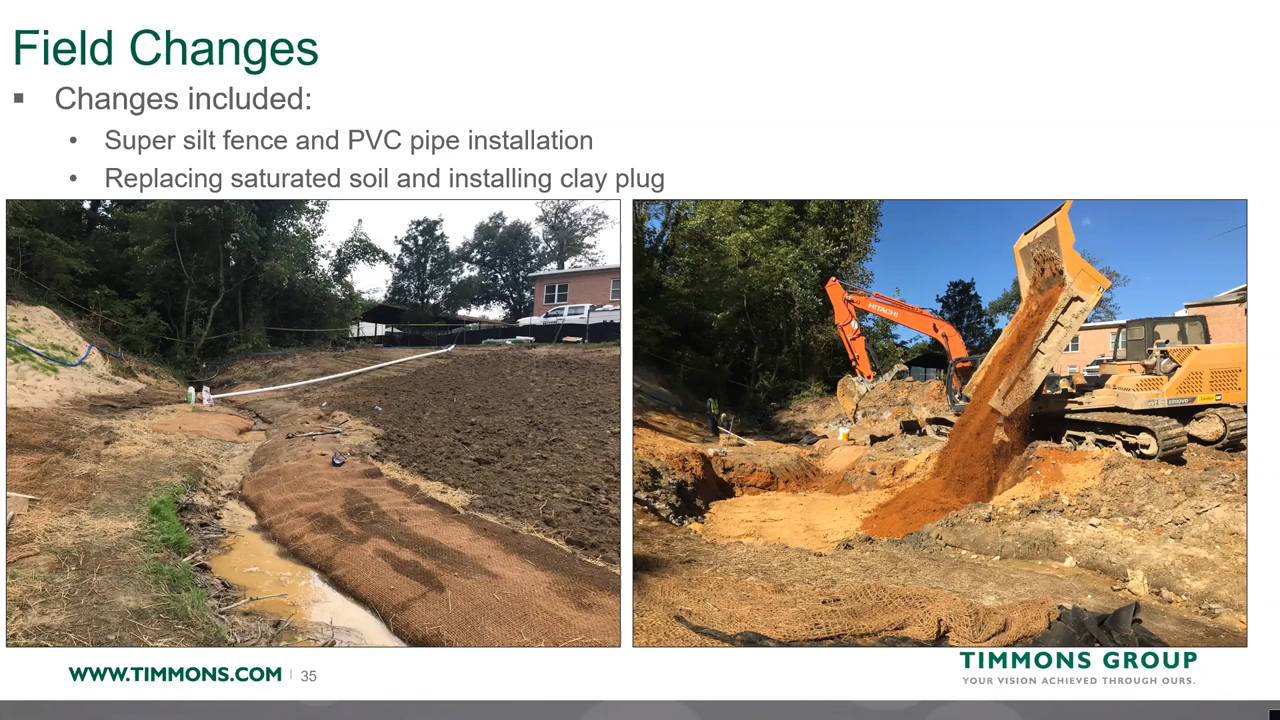 Field Changes
▪ Changes included:
• Super silt fence and PVC pipe installation
• Replacing saturated soil and installing clay plug
HITACHI
WWW.TIMMONS.COM | 35
TIMMONS GROUP
YOUR VISION ACHIEVED THROUGH OURS.